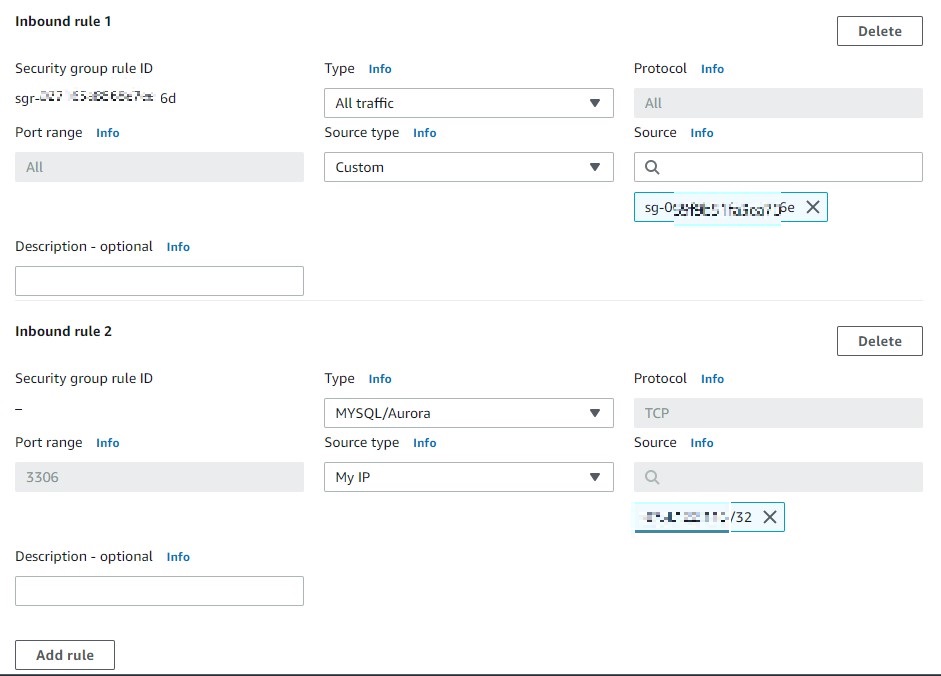 Inbound rule 1
Delete
Security group rule ID
Type Info
Protocol Info
sgr- 6d
All traffic
All
Port range Info
Source type Info
Source Info
All
Custom
sg-0 6e
Description - optional Info
Inbound rule 2
Delete
Security group rule ID
Type Info
Protocol Info
–
MYSQL/Aurora
TCP
Port range Info
Source type Info
Source Info
3306
My IP
/32
Description - optional Info
Add rule